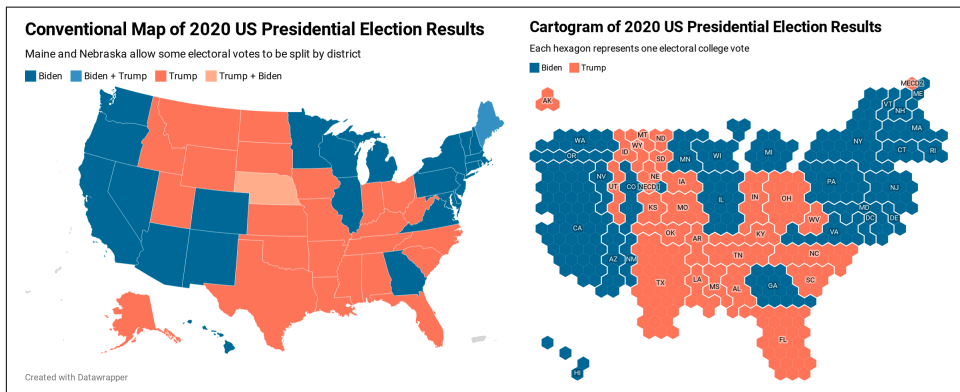 Conventional Map of 2020 US Presidential Election Results
Maine and Nebraska allow some electoral votes to be split by district
Biden Biden + Trump Trump Trump + Biden
Created with Datawrapper
Cartogram of 2020 US Presidential Election Results
Each hexagon represents one electoral college vote
Biden Trump
MECD2
ME
AK
VT
NH
MA
WA
MT
ND
ID
WY
OR
SD
MN
WI
MI
NY
CT
RI
NV
NE
UT
CO
NECD1
IA
IL
IN
OH
PA
NJ
KS
MO
WV
MD
DC
DE
CA
OK
AR
KY
VA
AZ
NM
TN
NC
TX
LA
MS
AL
GA
SC
FL
HI